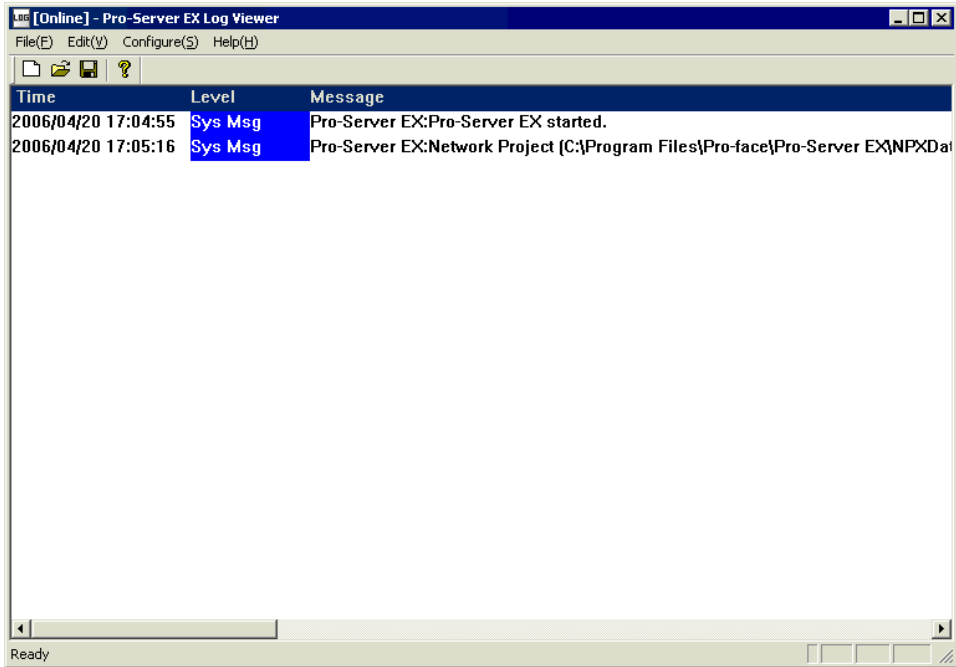 LOG [Online] - Pro-Server EX Log Viewer
File(F) Edit(V) Configure(S) Help(H)
Time Level Message
2006/04/20 17:04:55 Sys Msg Pro-Server EX:Pro-Server EX started.
2006/04/20 17:05:16 Sys Msg Pro-Server EX:Network Project (C:\Program Files\Pro-face\Pro-Server EX\NPXDat
Ready